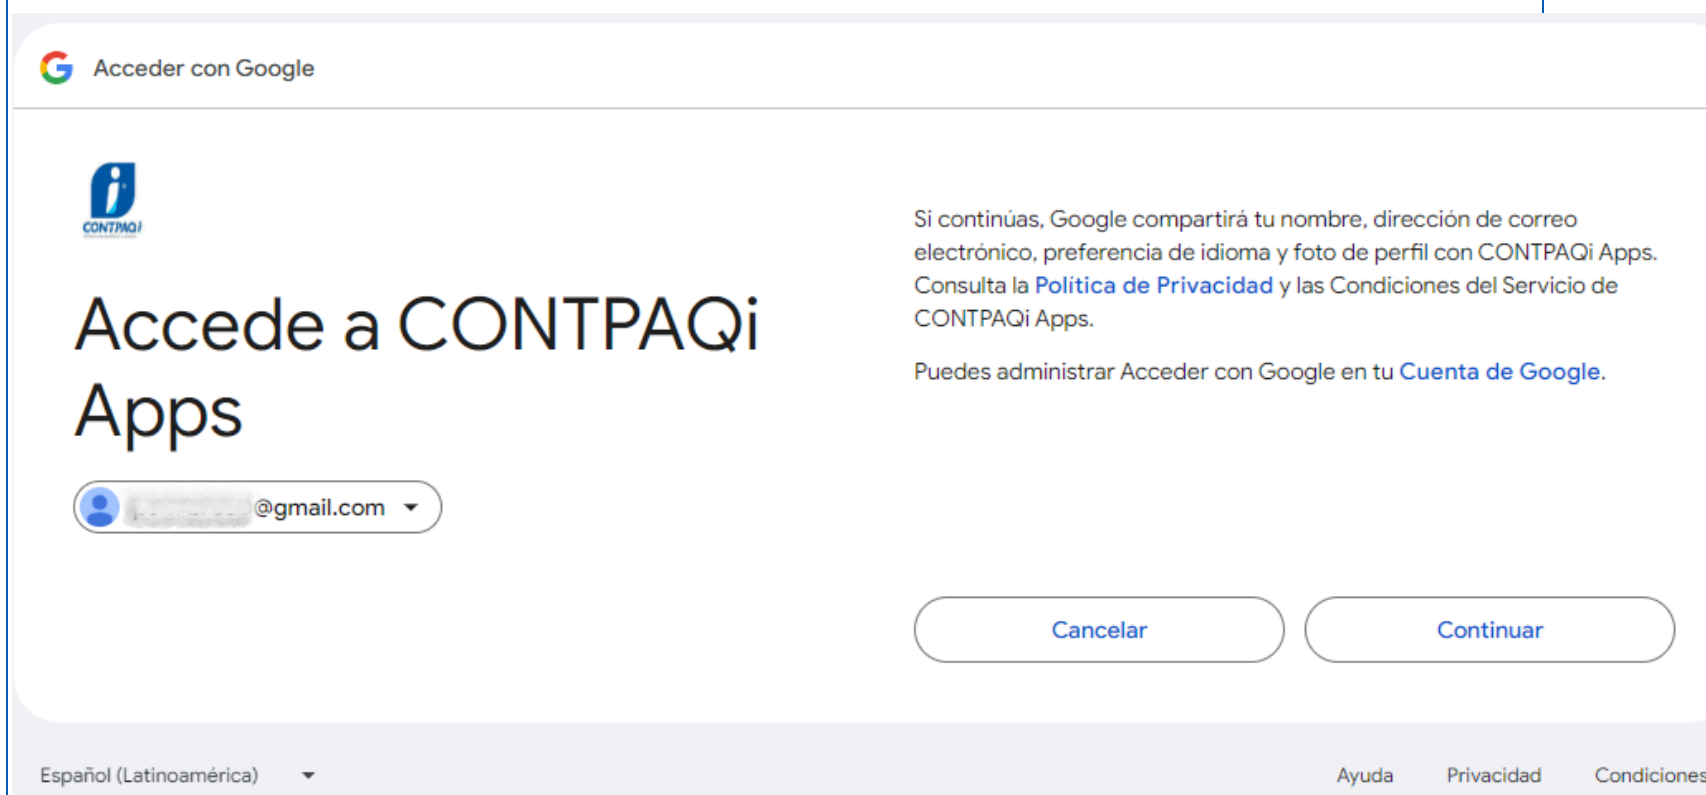 Acceder con Google
CONTPAQi
Accede a CONTPAQi
Apps
@gmail.com
Si continúas, Google compartirá tu nombre, dirección de correo
electrónico, preferencia de idioma y foto de perfil con CONTPAQi Apps.
Consulta la Política de Privacidad y las Condiciones del Servicio de
CONTPAQi Apps.
Puedes administrar Acceder con Google en tu Cuenta de Google.
Cancelar
Continuar
Español (Latinoamérica)
Ayuda
Privacidad
Condiciones